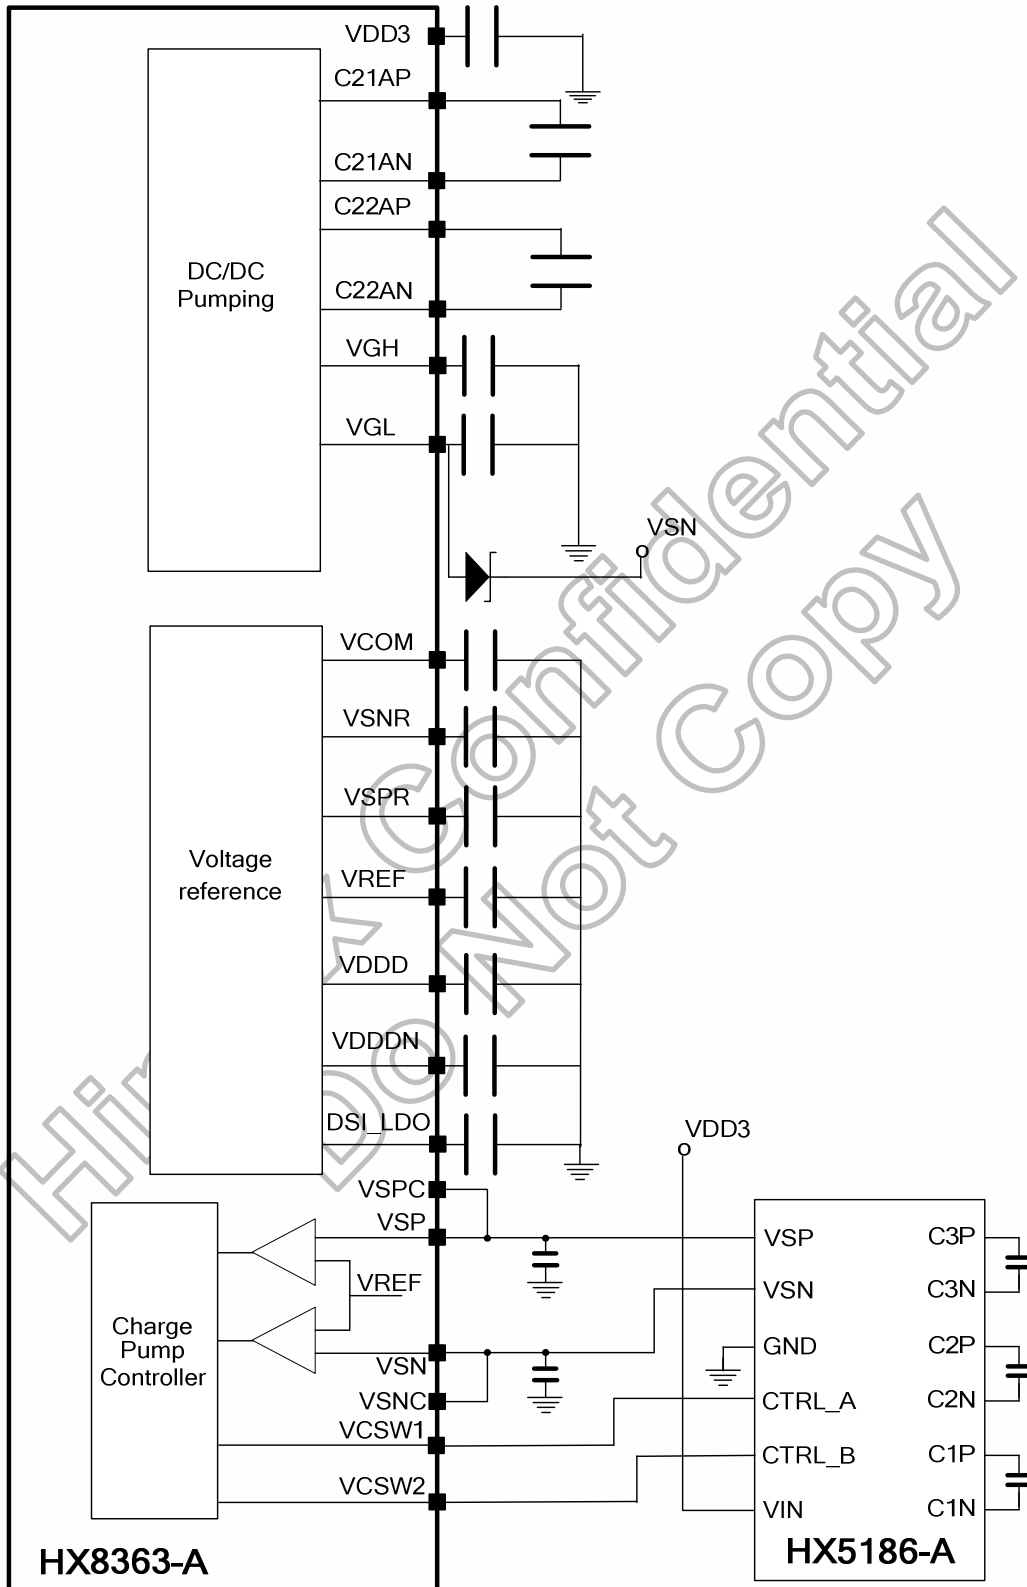 VDD3
C21AP
C21AN
C22AP
DC/DC
Pumping
C22AN
VGH
VGL
VSN
VCOM
VSNR
VSPR
Voltage
reference
VREF
VDDD
VDDDN
DSI_LDO
VDD3
VSPC
VSP
VREF
Charge
Pump
Controller
VSN
VSNC
VCSW1
VCSW2
HX8363-A
VSP
C3P
VSN
C3N
GND
C2P
CTRL_A
C2N
CTRL_B
C1P
VIN
C1N
HX5186-A
Confidential
Do Not Copy